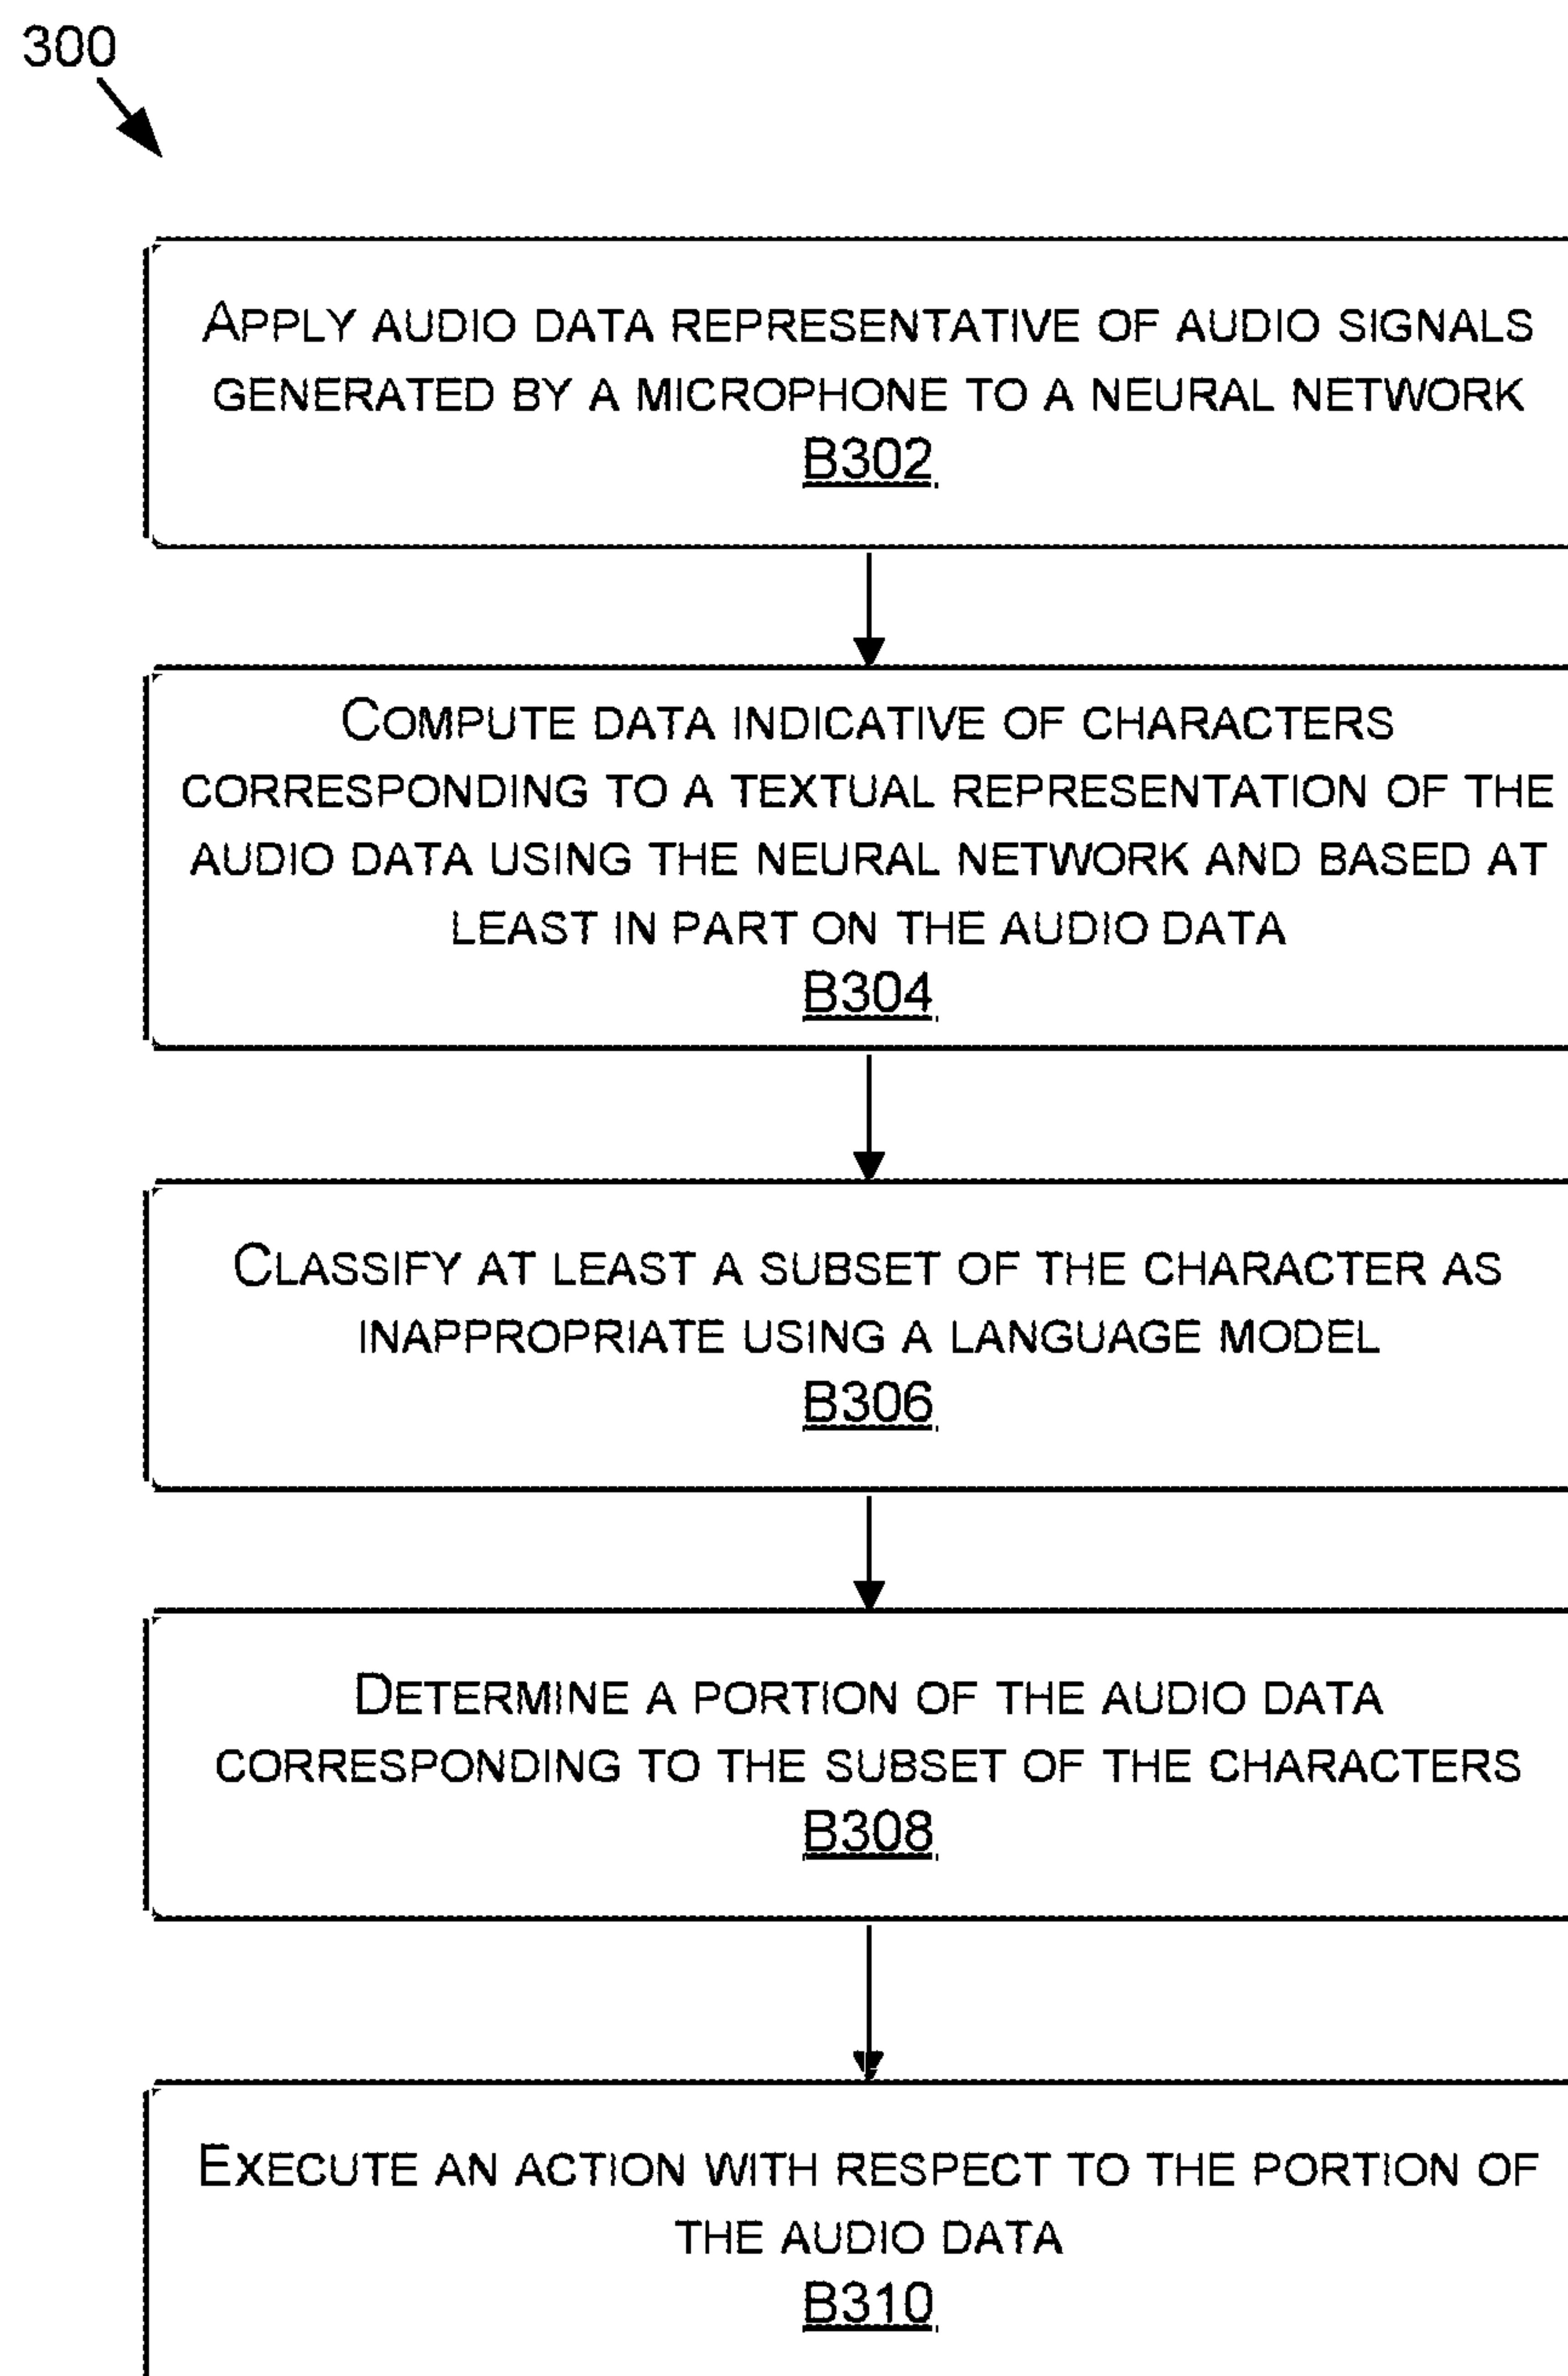 300
APPLY AUDIO DATA REPRESENTATIVE OF AUDIO SIGNALS
GENERATED BY A MICROPHONE TO A NEURAL NETWORK
B302
COMPUTE DATA INDICATIVE OF CHARACTERS
CORRESPONDING TO A TEXTUAL REPRESENTATION OF THE
AUDIO DATA USING THE NEURAL NETWORK AND BASED AT
LEAST IN PART ON THE AUDIO DATA
B304
CLASSIFY AT LEAST A SUBSET OF THE CHARACTER AS
INAPPROPRIATE USING A LANGUAGE MODEL
B306
DETERMINE A PORTION OF THE AUDIO DATA
CORRESPONDING TO THE SUBSET OF THE CHARACTERS
B308
EXECUTE AN ACTION WITH RESPECT TO THE PORTION OF
THE AUDIO DATA
B310